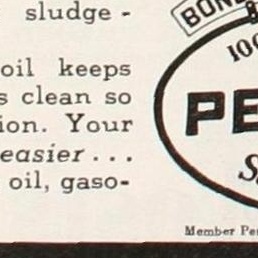 sludge -
oil keeps
s clean so
ion. Your
easier . . .
oil, gaso-
BON
100
PE
S
Member Pe